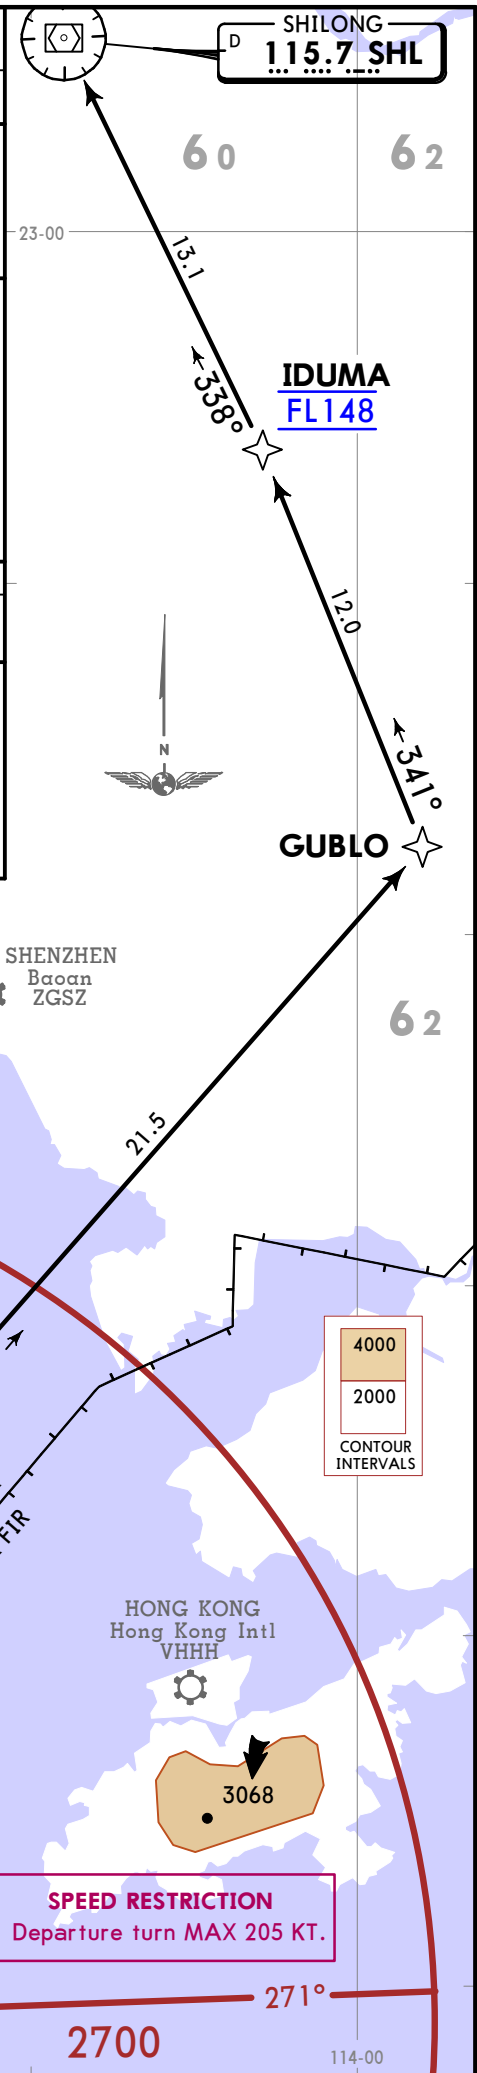 SHILONG
D
115.7 SHL
60
62
23-00
13.1
IDUMA
FL148
338°
12.0
N
341°
GUBLO
SHENZHEN
Baoan
ZGSZ
62
21.5
4000
2000
CONTOUR
INTERVALS
FIR
HONG KONG
Hong Kong Intl
VHHH
3068
SPEED RESTRICTION
Departure turn MAX 205 KT.
271°
2700
114-00